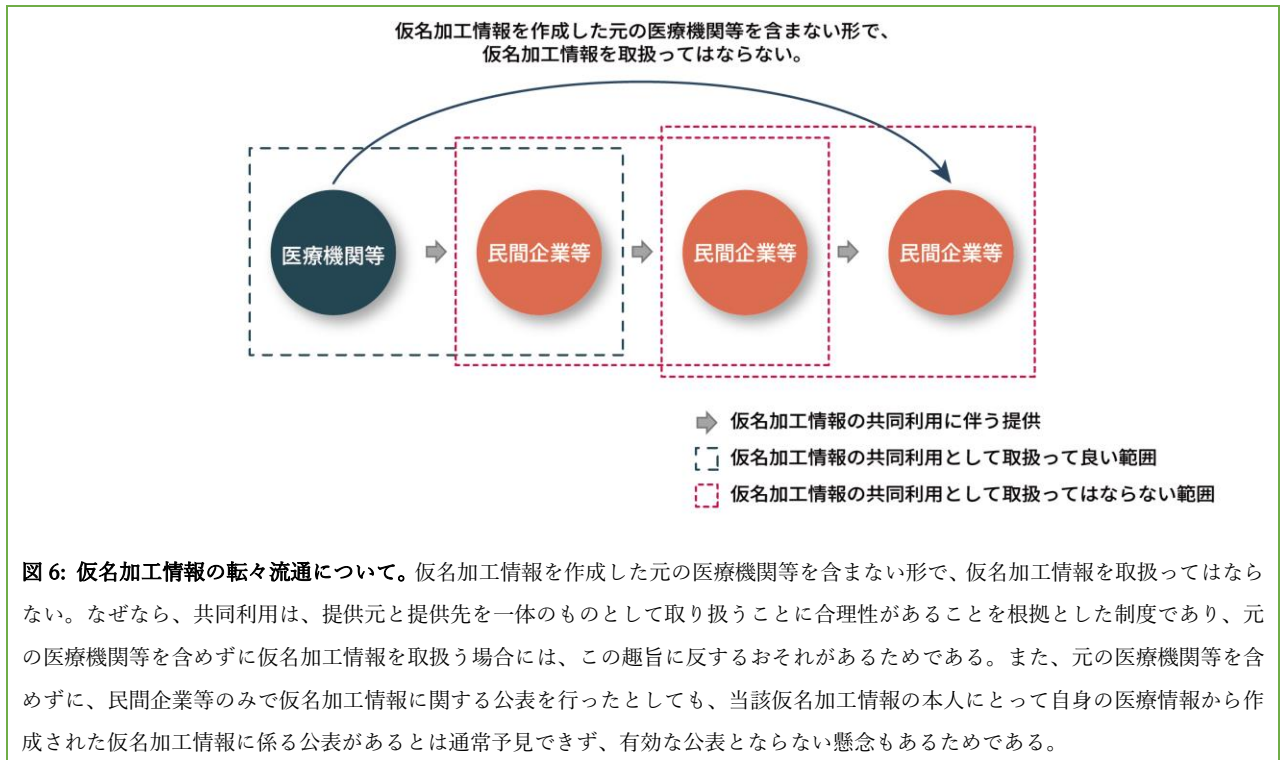 仮名加工情報を作成した元の医療機関等を含まない形で、
仮名加工情報を取扱ってはならない。
医療機関等
民間企業等
民間企業等
民間企業等
仮名加工情報の共同利用に伴う提供
仮名加工情報の共同利用として取扱って良い範囲
仮名加工情報の共同利用として取扱ってはならない範囲
図 6: 仮名加工情報の転々流通について。仮名加工情報を作成した元の医療機関等を含まない形で、仮名加工情報を取扱ってはなら
ない。なぜなら、共同利用は、提供元と提供先を一体のものとして取り扱うことに合理性があることを根拠とした制度であり、元
の医療機関等を含めずに仮名加工情報を取扱う場合には、この趣旨に反するおそれがあるためである。また、元の医療機関等を含
めずに、民間企業等のみで仮名加工情報に関する公表を行ったとしても、当該仮名加工情報の本人にとって自身の医療情報から作
成された仮名加工情報に係る公表があるとは通常予見できず、有効な公表とならない懸念もあるためである。